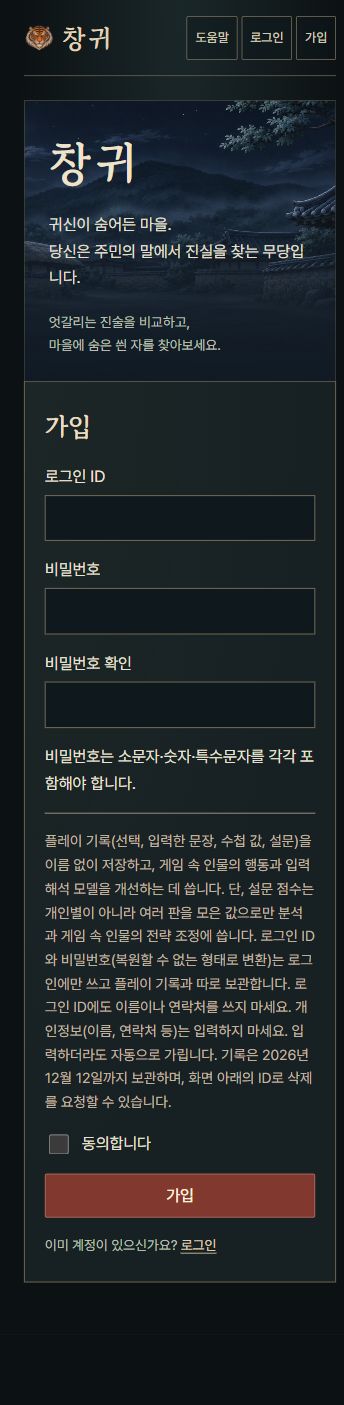 창귀
도움말
로그인
가입
창귀
귀신이 숨어든 마을.
당신은 주민의 말에서 진실을 찾는 무당입
니다.
엇갈리는 진술을 비교하고,
마을에 숨은 씐 자를 찾아보세요.
가입
로그인 ID
비밀번호
비밀번호 확인
비밀번호는 소문자·숫자·특수문자를 각각 포
함해야 합니다.
플레이 기록(선택, 입력한 문장, 수첩 값, 설문)을
이름 없이 저장하고, 게임 속 인물의 행동과 입력
해석 모델을 개선하는 데 씁니다. 단, 설문 점수는
개인별이 아니라 여러 판을 모은 값으로만 분석
과 게임 속 인물의 전략 조정에 씁니다. 로그인 ID
와 비밀번호(복원할 수 없는 형태로 변환)는 로그
인에만 쓰고 플레이 기록과 따로 보관합니다. 로
그인 ID에도 이름이나 연락처를 쓰지 마세요. 개
인정보(이름, 연락처 등)는 입력하지 마세요. 입
력하더라도 자동으로 가립니다. 기록은 2026년
12월 12일까지 보관하며, 화면 아래의 ID로 삭제
를 요청할 수 있습니다.
동의합니다
가입
이미 계정이 있으신가요? 로그인